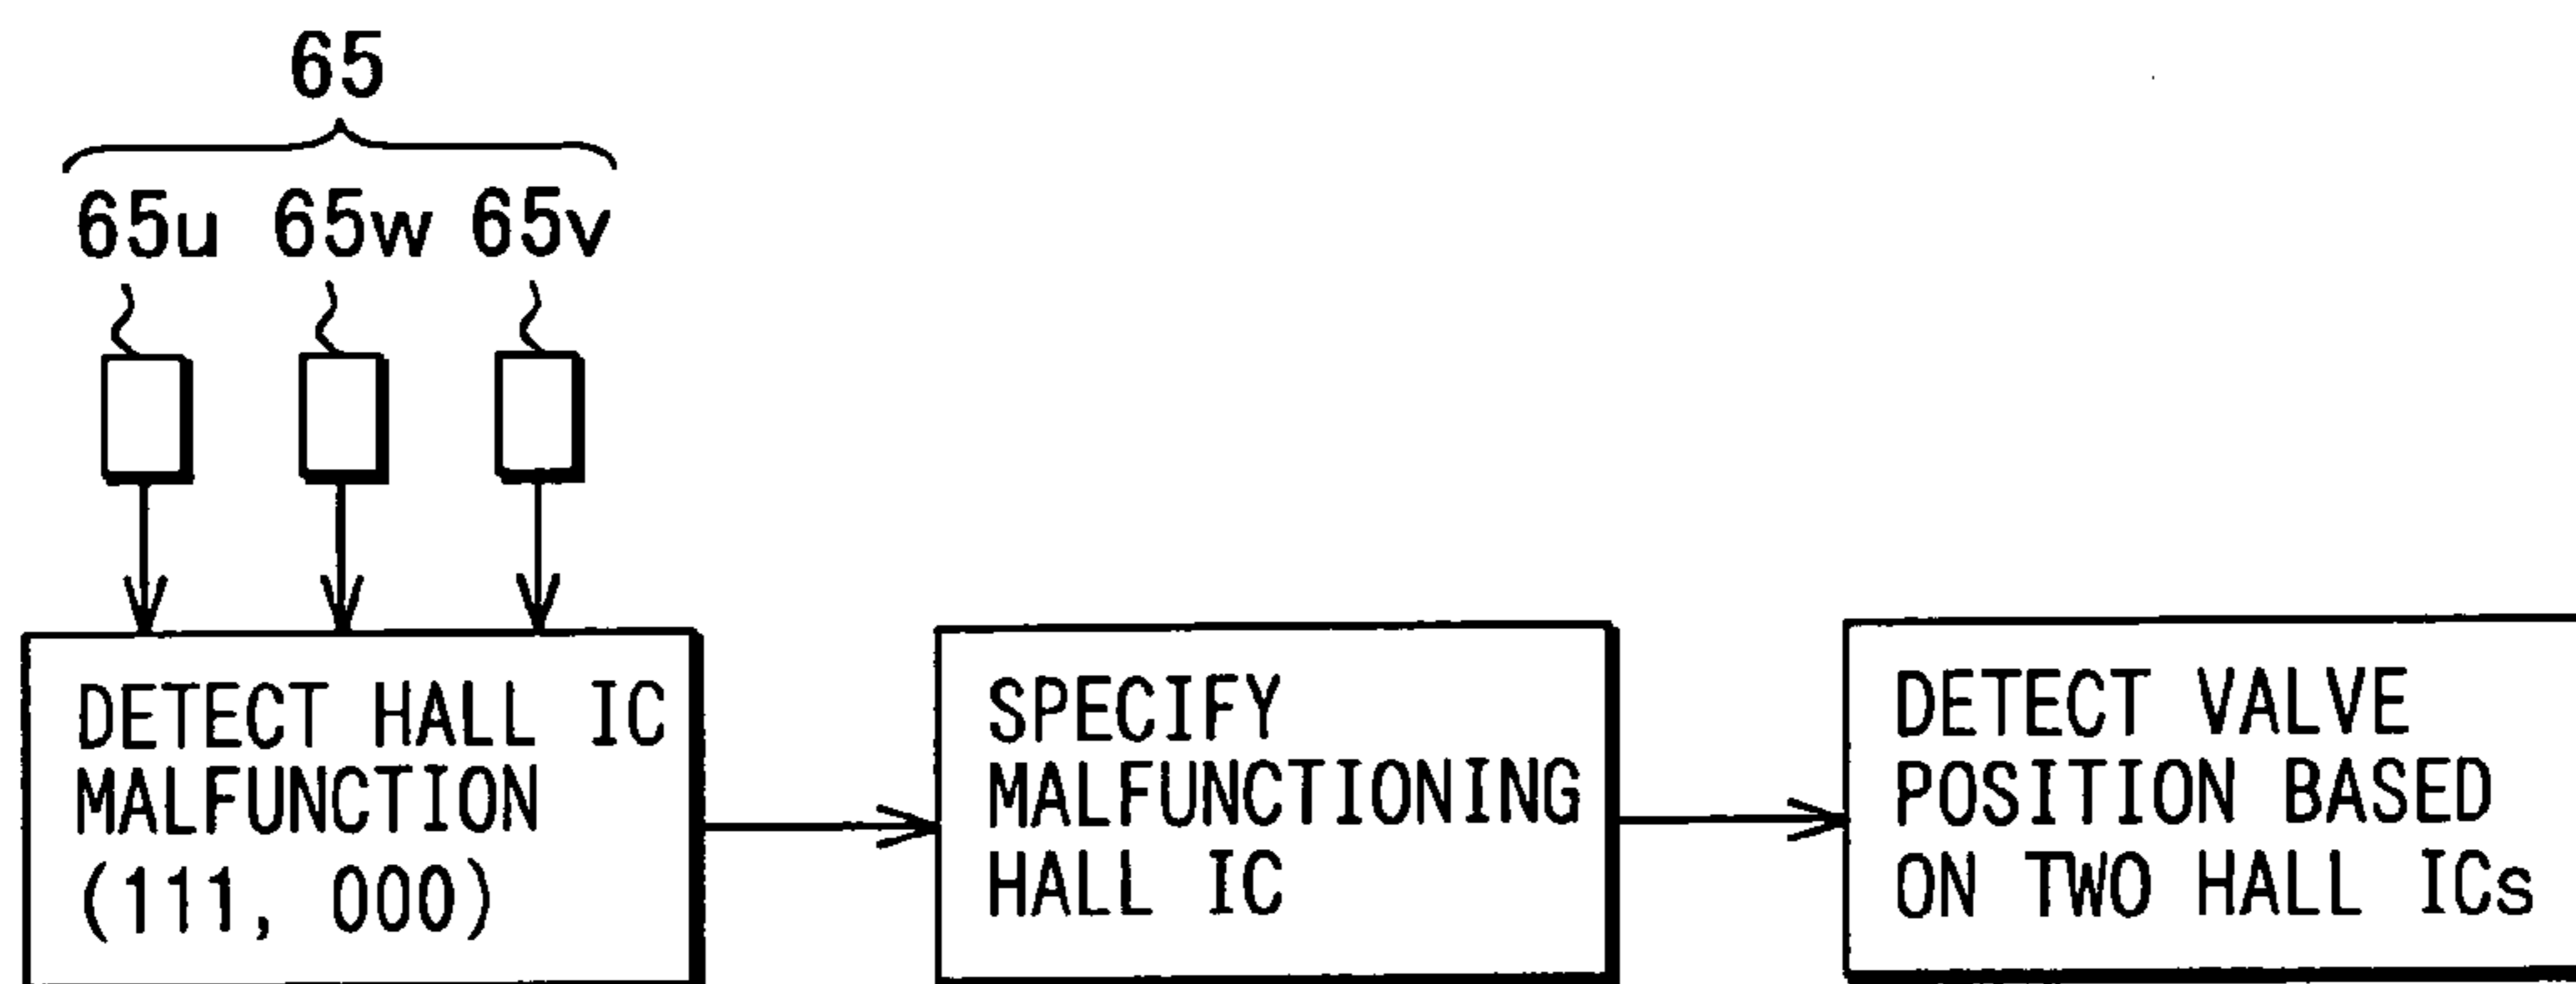 65
65u 65w 65v
DETECT HALL IC
MALFUNCTION
(111, 000)
SPECIFY
MALFUNCTIONING
HALL IC
DETECT VALVE
POSITION BASED
ON TWO HALL ICs